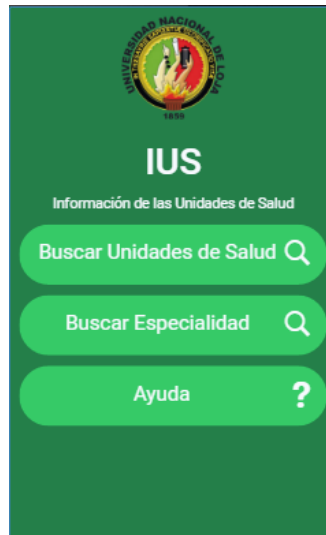 UNIVERSIDAD NACIONAL DE LOJA
1859
IUS
Información de las Unidades de Salud
Buscar Unidades de Salud
Buscar Especialidad
Ayuda
?